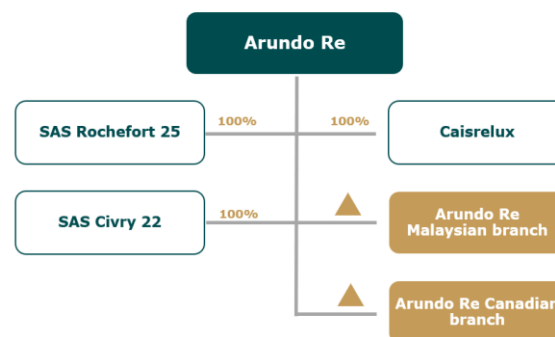 Arundo Re
SAS Rochefort 25
100%
100%
Caisrelux
SAS Civry 22
100%
Arundo Re
Malaysian branch
Arundo Re Canadian
branch